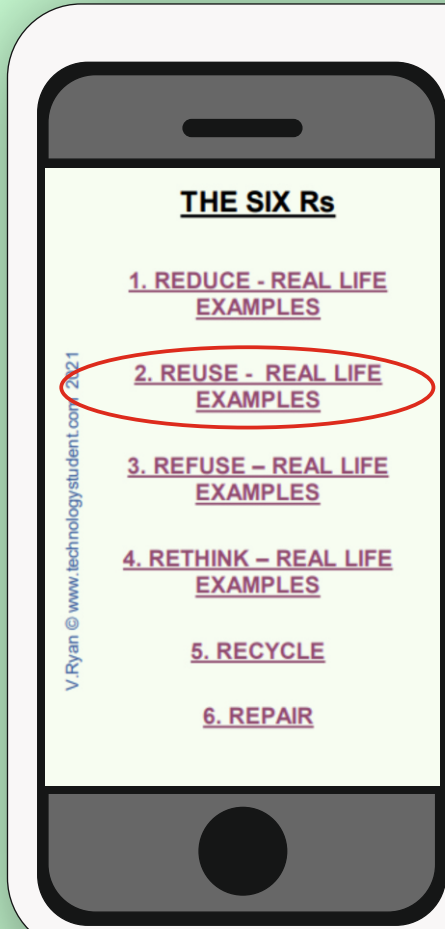 THE SIX Rs
1. REDUCE - REAL LIFE
EXAMPLES
2. REUSE - REAL LIFE
EXAMPLES
3. REFUSE – REAL LIFE
EXAMPLES
4. RETHINK – REAL LIFE
EXAMPLES
5. RECYCLE
6. REPAIR
V.Ryan © www.technologystudent.com 2021